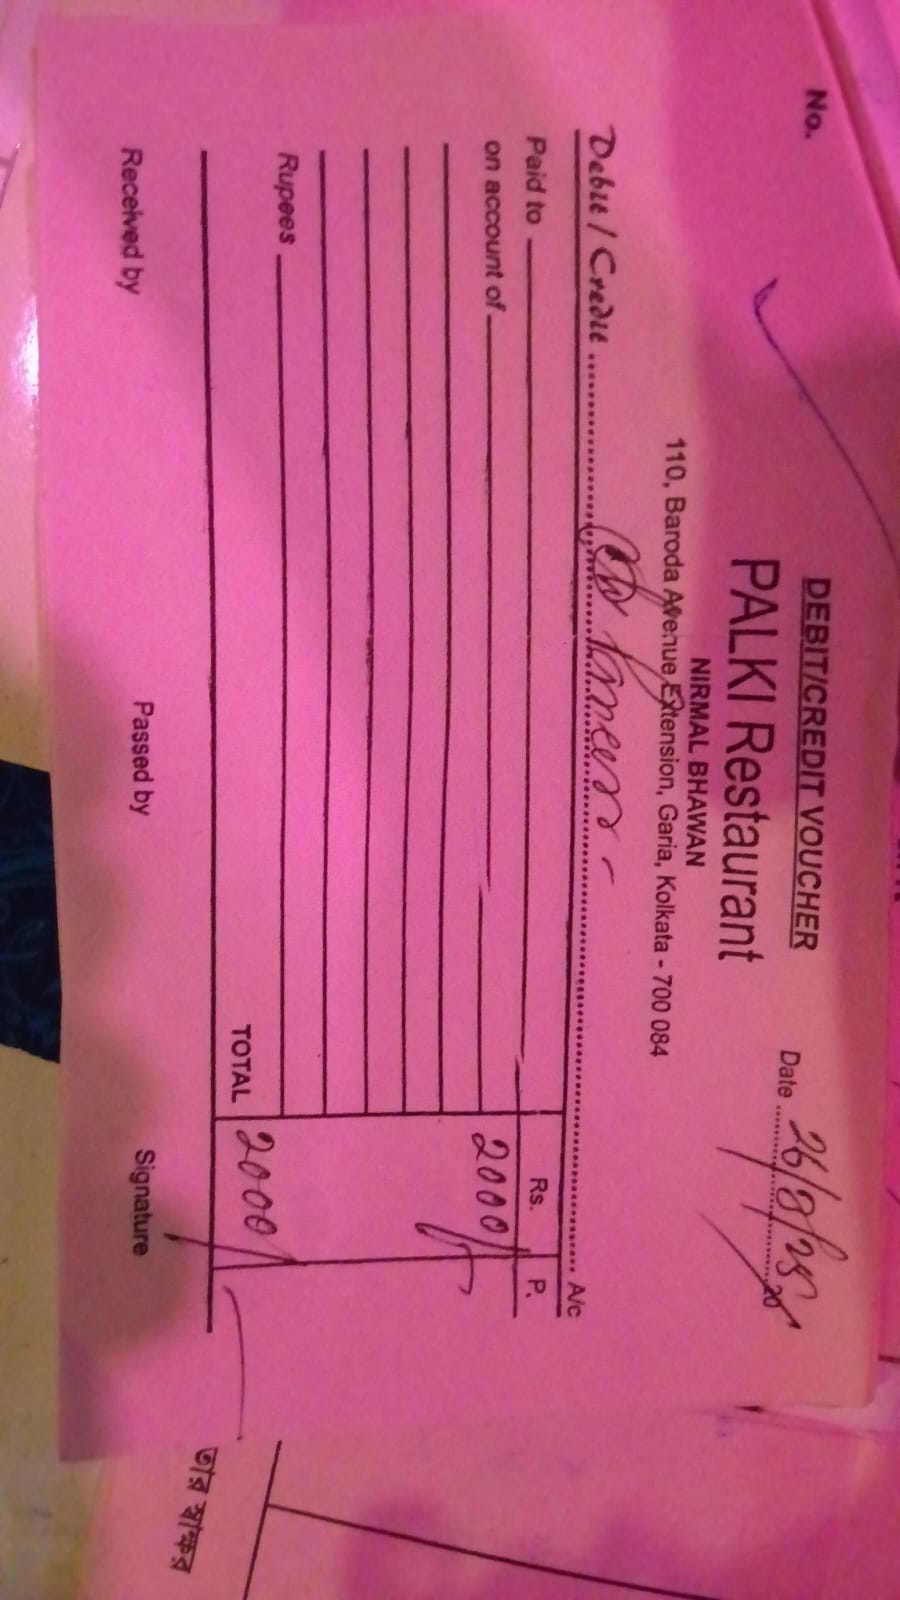 DEBIT/CREDIT VOUCHER
No.
PALKI Restaurant
Date 26/8/25 20
NIRMAL BHAWAN
110, Baroda Avenue Extension, Garia, Kolkata - 700 084
Debit / Credit A/c
Paid to Rs. P.
on account of 2000/
Rupees
TOTAL 2000/
Received by Passed by Signature
তার স্বাক্ষর